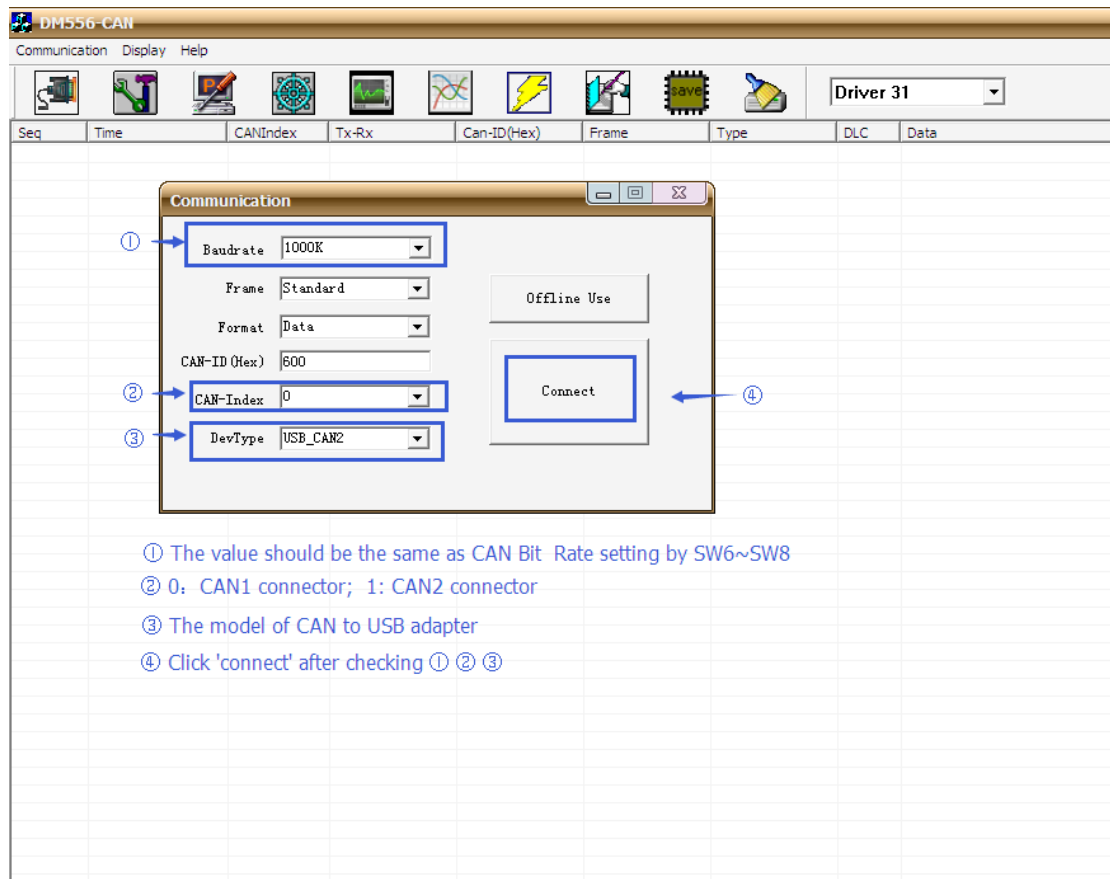 DM556-CAN
Communication Display Help
save
Driver 31
Seq Time CANIndex Tx-Rx Can-ID(Hex) Frame Type DLC Data
Communication
① Baudrate 1000K
Frame Standard
Offline Use
Format Data
CAN-ID(Hex) 600
② CAN-Index 0
Connect ④
③ DevType USB_CAN2
① The value should be the same as CAN Bit Rate setting by SW6~SW8
② 0：CAN1 connector; 1: CAN2 connector
③ The model of CAN to USB adapter
④ Click 'connect' after checking ① ② ③